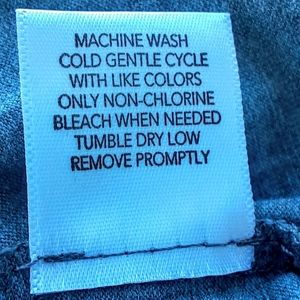 MACHINE WASH
COLD GENTLE CYCLE
WITH LIKE COLORS
ONLY NON-CHLORINE
BLEACH WHEN NEEDED
TUMBLE DRY LOW
REMOVE PROMPTLY